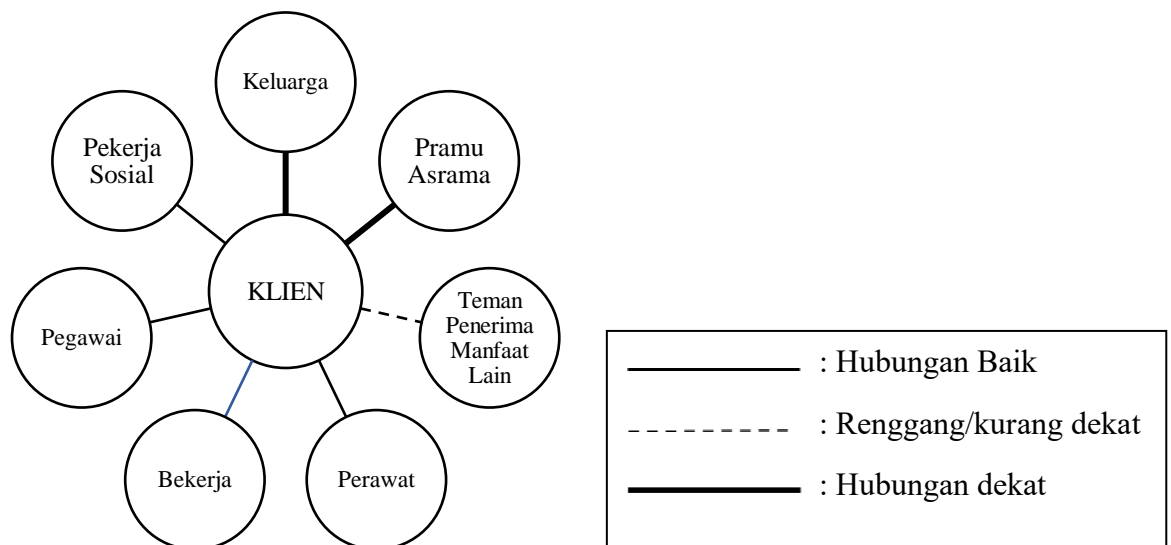 Keluarga
Pekerja
Sosial
Pramu
Asrama
KLIEN
Teman
Penerima
Manfaat
Lain
Pegawai
Bekerja
Perawat
: Hubungan Baik
: Renggang/kurang dekat
: Hubungan dekat